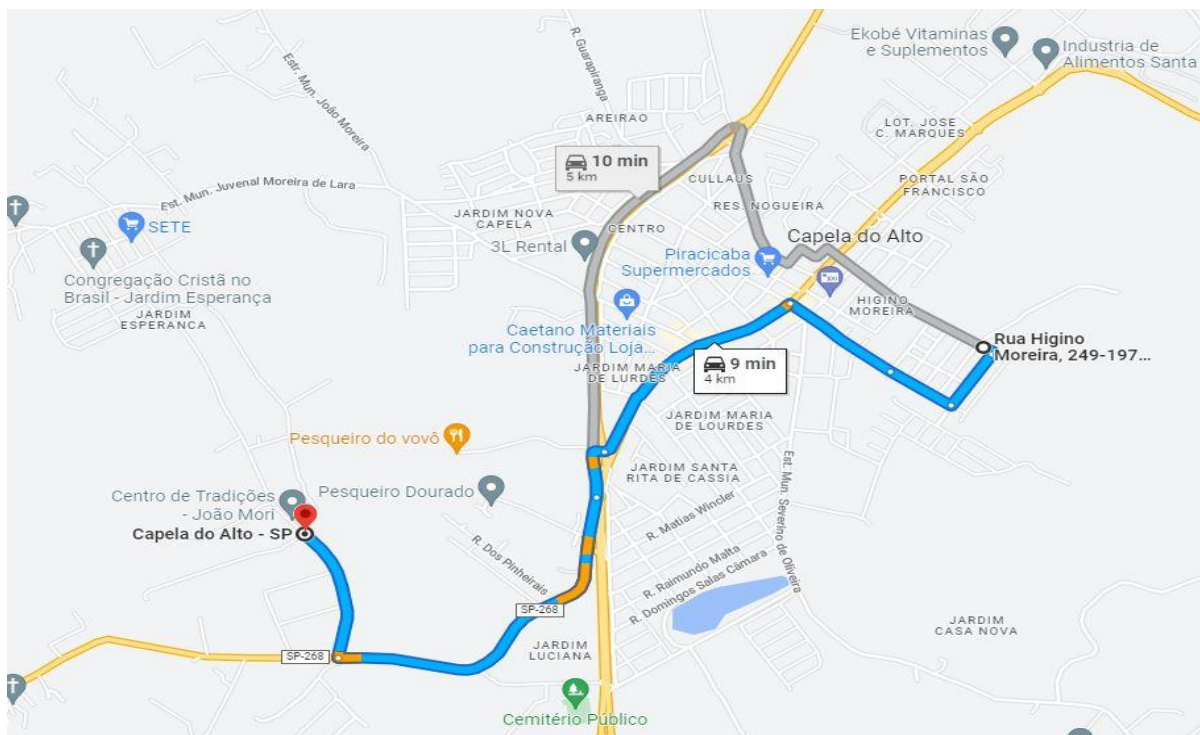 Ekobé Vitaminas
e Suplementos
Industria de
Alimentos Santa
R. Guarapiranga
Estr. Mun. João Moreira
AREIRAO
LOT. JOSE
C. MARQUES
10 min
5 km
CULLAUS
PORTAL SÃO
FRANCISCO
Est. Mun. Juvenal Moreira de Lara
RES. NOGUEIRA
JARDIM NOVA
CAPELA
SETE
CENTRO
3L Rental
Capela do Alto
Piracicaba
Supermercados
Congregação Cristã no
Brasil - Jardim Esperança
JARDIM
ESPERANCA
HIGINO
MOREIRA
Caetano Materiais
para Construção Loja...
Rua Higino
Moreira, 249-197...
9 min
4 km
JARDIM MARIA
DE LURDES
JARDIM MARIA
DE LOURDES
Pesqueiro do vovô
JARDIM SANTA
RITA DE CASSIA
Pesqueiro Dourado
Centro de Tradições
- João Mori
Capela do Alto - SP
R. Matias Wincler
Est. Mun. Severino de Oliveira
R. Dos Pinheirais
R. Raimundo Malta
R. Domingos Salas Câmara
SP-268
JARDIM
CASA NOVA
JARDIM
LUCIANA
SP-268
Cemitério Público